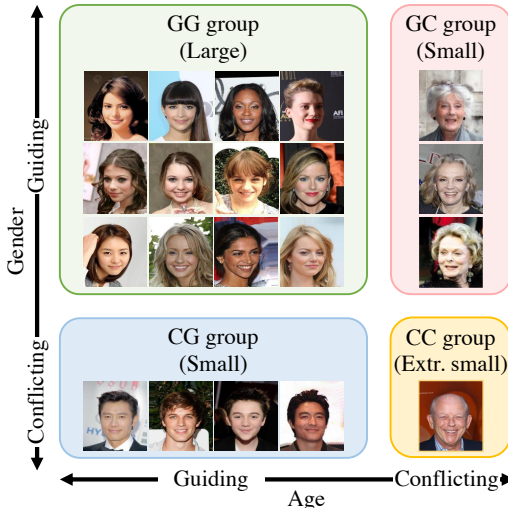 GG group
(Large)
GC group
(Small)
Gender
Guiding
Conflicting
CG group
(Small)
CC group
(Extr. small)
Guiding
Conflicting
Age